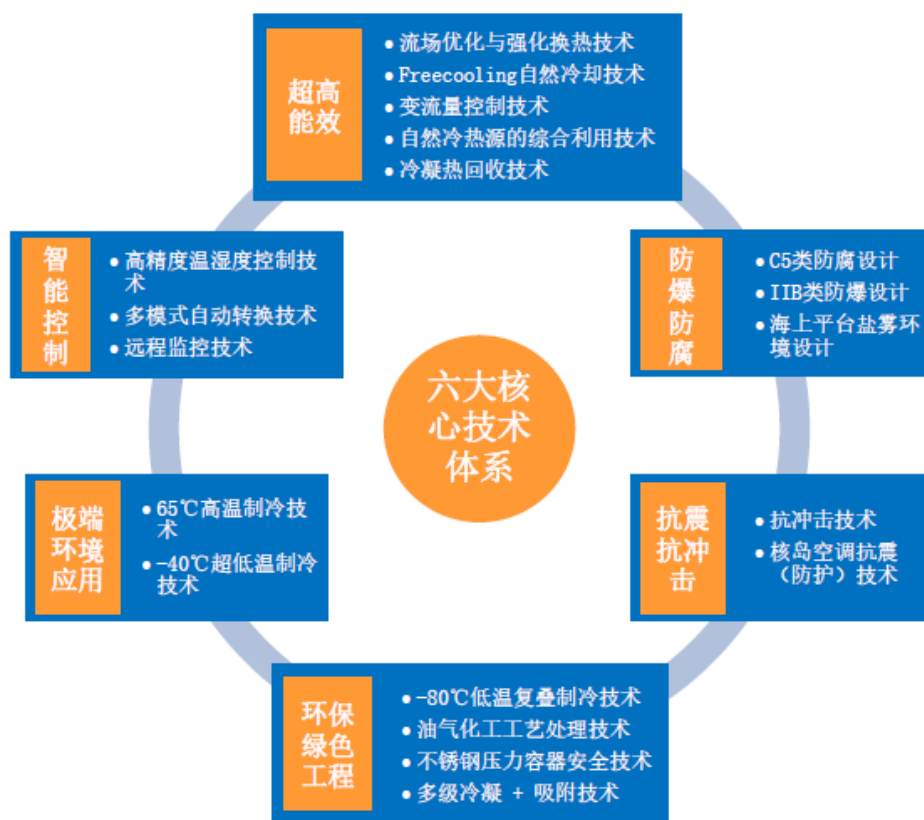 超高
能效
• 流场优化与强化换热技术
• Freecooling自然冷却技术
• 变流量控制技术
• 自然冷热源的综合利用技术
• 冷凝热回收技术
智
能
控
制
• 高精度温湿度控制技
术
• 多模式自动转换技术
• 远程监控技术
防
爆
防
腐
• C5类防腐设计
• IIB类防爆设计
• 海上平台盐雾环
境设计
六大核
心技术
体系
极端
环境
应用
• 65℃高温制冷技
术
• -40℃超低温制冷
技术
抗震
抗冲
击
• 抗冲击技术
• 核岛空调抗震
（防护）技术
环保
绿色
工程
• -80℃低温复叠制冷技术
• 油气化工工艺处理技术
• 不锈钢压力容器安全技术
• 多级冷凝 + 吸附技术